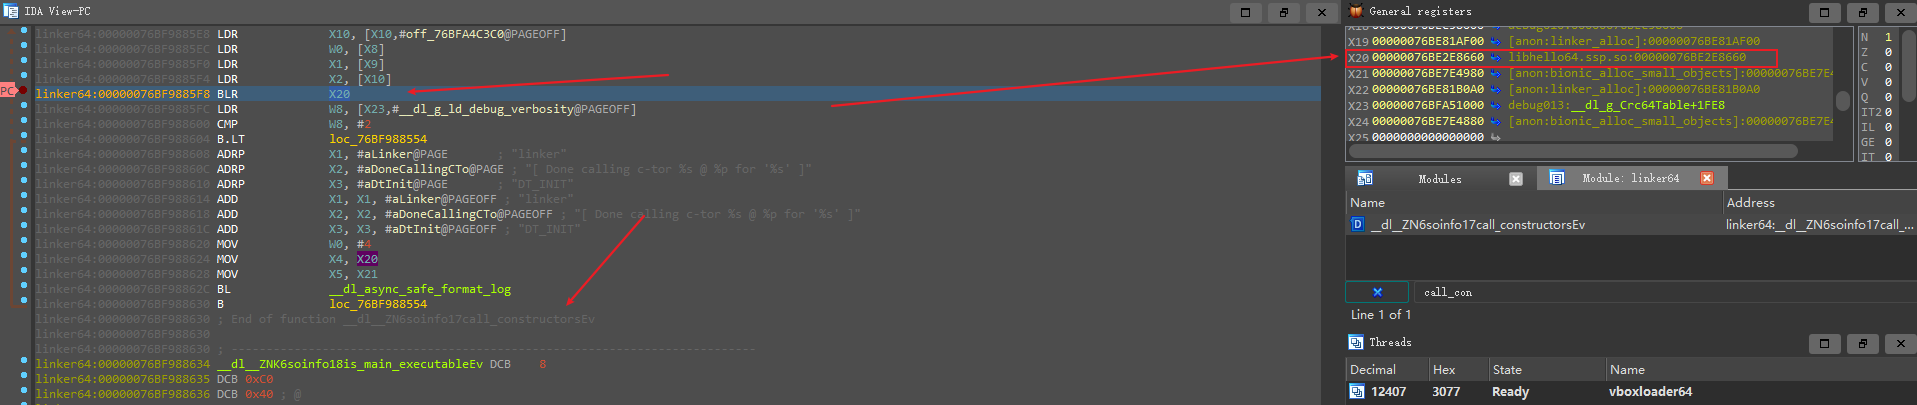 IDA View-PC
linker64:00000076BF9885E8 LDR X10, [X10,#off_76BFA4C3C0@PAGEOFF]
linker64:00000076BF9885EC LDR W0, [X8]
linker64:00000076BF9885F0 LDR X1, [X9]
linker64:00000076BF9885F4 LDR X2, [X10]
PC linker64:00000076BF9885F8 BLR X20
linker64:00000076BF9885FC LDR W8, [X23,#__dl_g_ld_debug_verbosity@PAGEOFF]
linker64:00000076BF988600 CMP W8, #2
linker64:00000076BF988604 B.LT loc_76BF988554
linker64:00000076BF988608 ADRP X1, #aLinker@PAGE ; "linker"
linker64:00000076BF98860C ADRP X2, #aDoneCallingCTo@PAGE ; "[ Done calling c-tor %s @ %p for '%s' ]"
linker64:00000076BF988610 ADRP X3, #aDtInit@PAGE ; "DT_INIT"
linker64:00000076BF988614 ADD X1, X1, #aLinker@PAGEOFF ; "linker"
linker64:00000076BF988618 ADD X2, X2, #aDoneCallingCTo@PAGEOFF ; "[ Done calling c-tor %s @ %p for '%s' ]"
linker64:00000076BF98861C ADD X3, X3, #aDtInit@PAGEOFF ; "DT_INIT"
linker64:00000076BF988620 MOV W0, #4
linker64:00000076BF988624 MOV X4, X20
linker64:00000076BF988628 MOV X5, X21
linker64:00000076BF98862C BL __dl_async_safe_format_log
linker64:00000076BF988630 B loc_76BF988554
linker64:00000076BF988630 ; End of function __dl__ZN6soinfo17call_constructorsEv
linker64:00000076BF988630
linker64:00000076BF988630 ; ---------------------------------------------------------------------------
linker64:00000076BF988634 __dl__ZNK6soinfo18is_main_executableEv DCB 8
linker64:00000076BF988635 DCB 0xC0
linker64:00000076BF988636 DCB 0x40 ; @
General registers
X19 00000076BE81AF00 [anon:linker_alloc]:00000076BE81AF00
X20 00000076BE2E8660 libhello64.ssp.so:00000076BE2E8660
X21 00000076BE7E4980 [anon:bionic_alloc_small_objects]:00000076BE7E4
X22 00000076BE81B0A0 [anon:linker_alloc]:00000076BE81B0A0
X23 00000076BFA51000 debug013:__dl_g_Crc64Table+1FE8
X24 00000076BE7E4880 [anon:bionic_alloc_small_objects]:00000076BE7E4
X25 0000000000000000
N 1
Z 0
C 0
V 0
Q 0
IT2 0
IL 0
GE 0
IT 0
Modules
Module: linker64
Name Address
__dl__ZN6soinfo17call_constructorsEv linker64:__dl__ZN6soinfo17call_...
call_con
Line 1 of 1
Threads
Decimal Hex State Name
12407 3077 Ready vboxloader64